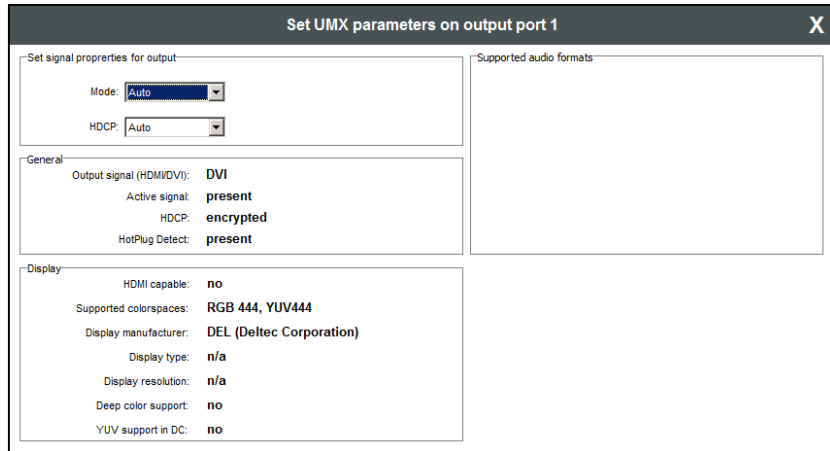 Set UMX parameters on output port 1 X
Set signal proprerties for output
Mode: Auto
HDCP: Auto
General
Output signal (HDMI/DVI): DVI
Active signal: present
HDCP: encrypted
HotPlug Detect: present
Display
HDMI capable: no
Supported colorspaces: RGB 444, YUV444
Display manufacturer: DEL (Deltec Corporation)
Display type: n/a
Display resolution: n/a
Deep color support: no
YUV support in DC: no
Supported audio formats